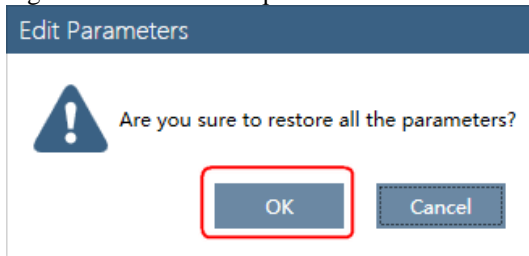 Edit Parameters
Are you sure to restore all the parameters?
OK
Cancel